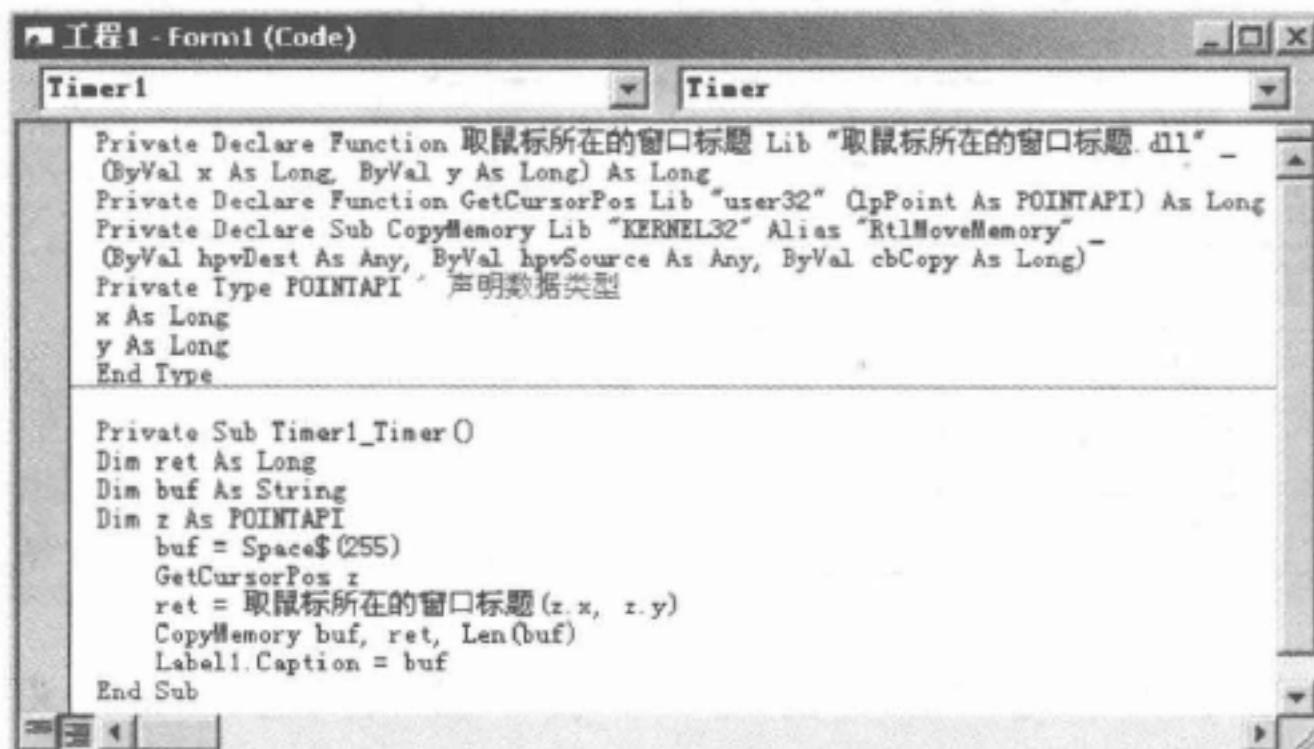 工程1 - Form1 (Code)
Timer1 Timer
Private Declare Function 取鼠标所在的窗口标题 Lib "取鼠标所在的窗口标题.dll" _
(ByVal x As Long, ByVal y As Long) As Long
Private Declare Function GetCursorPos Lib "user32" (lpPoint As POINTAPI) As Long
Private Declare Sub CopyMemory Lib "KERNEL32" Alias "RtlMoveMemory" _
(ByVal hpvDest As Any, ByVal hpvSource As Any, ByVal cbCopy As Long)
Private Type POINTAPI ' 声明数据类型
x As Long
y As Long
End Type
Private Sub Timer1_Timer()
Dim ret As Long
Dim buf As String
Dim z As POINTAPI
buf = Space$(255)
GetCursorPos z
ret = 取鼠标所在的窗口标题(z.x, z.y)
CopyMemory buf, ret, Len(buf)
Label1.Caption = buf
End Sub